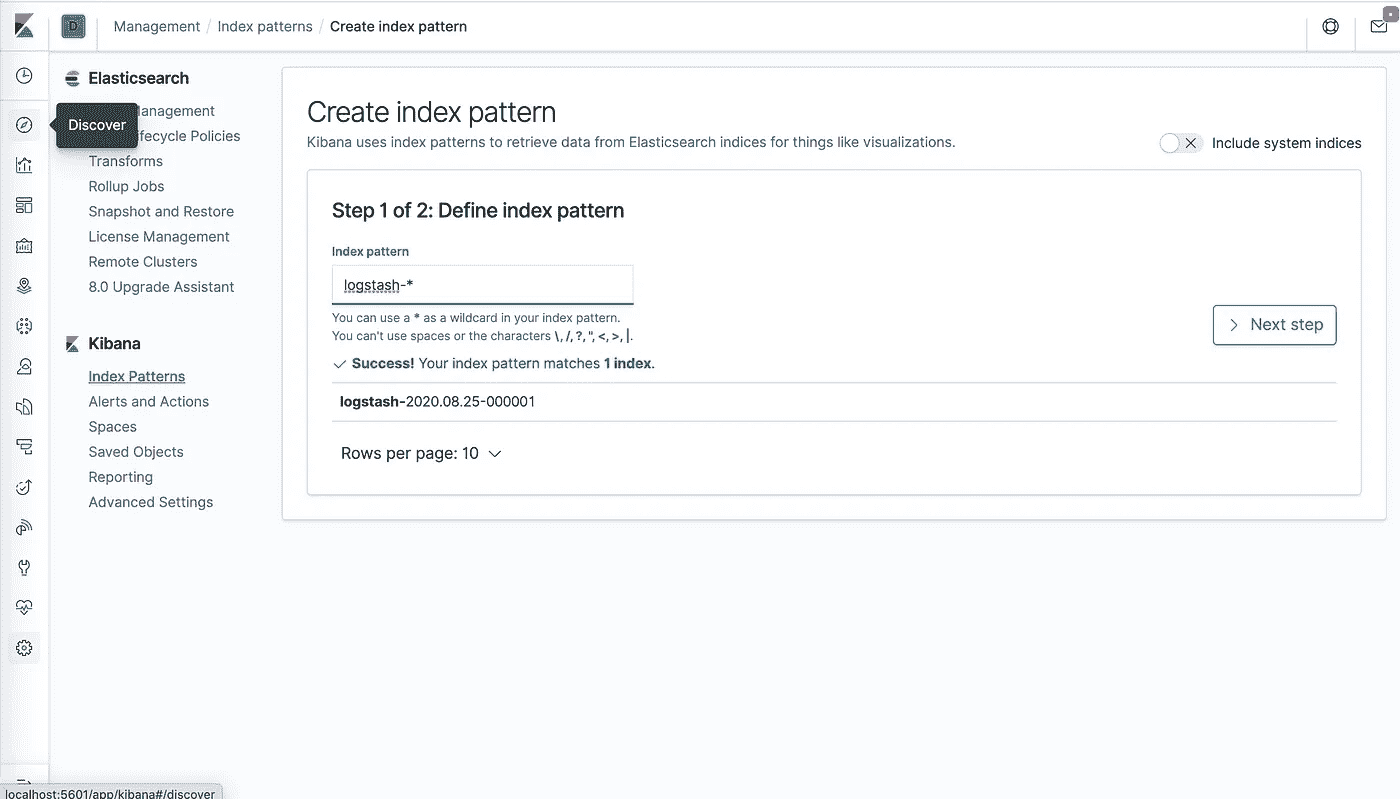 D
Management / Index patterns / Create index pattern
Elasticsearch
Management
Discover
ifecycle Policies
Transforms
Rollup Jobs
Snapshot and Restore
License Management
Remote Clusters
8.0 Upgrade Assistant
Kibana
Index Patterns
Alerts and Actions
Spaces
Saved Objects
Reporting
Advanced Settings
Create index pattern
Kibana uses index patterns to retrieve data from Elasticsearch indices for things like visualizations.
Include system indices
Step 1 of 2: Define index pattern
Index pattern
logstash-*
You can use a * as a wildcard in your index pattern.
You can't use spaces or the characters \, /, ?, ", <, >, |.
Next step
Success! Your index pattern matches 1 index.
logstash-2020.08.25-000001
Rows per page: 10
localhost:5601/app/kibana#/discover